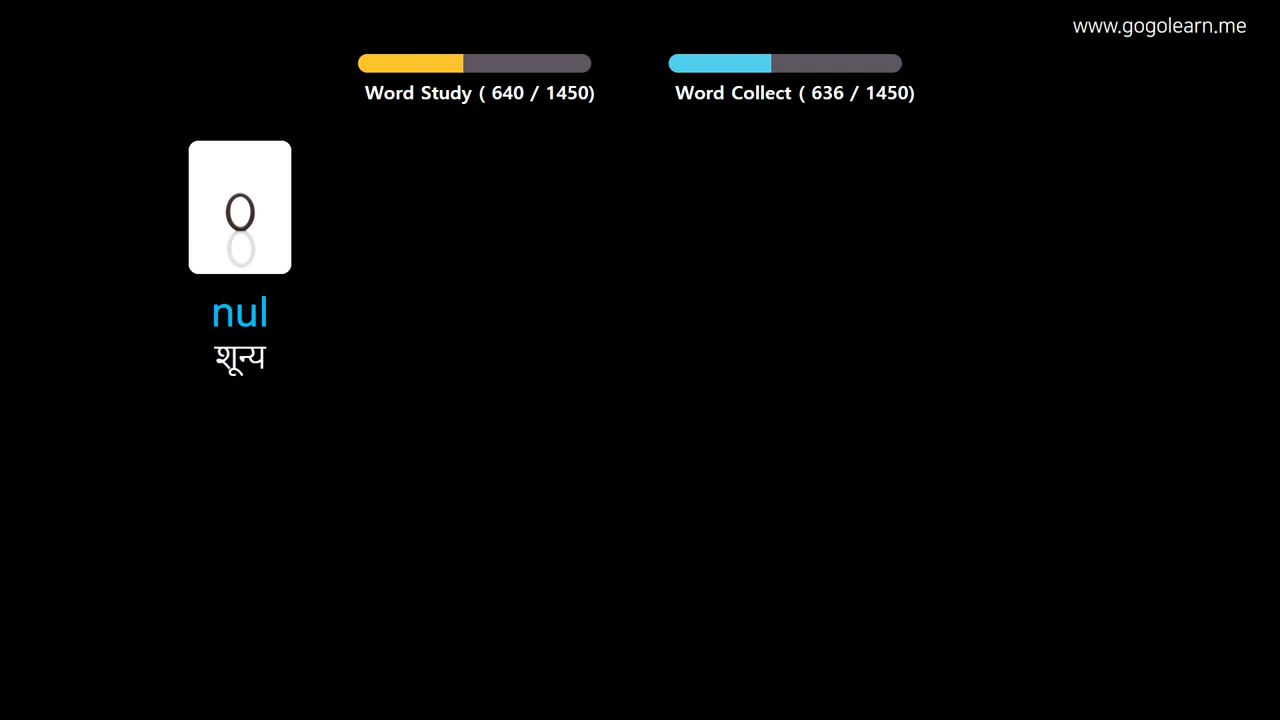 www.gogolearn.me
Word Study ( 640 / 1450)
Word Collect ( 636 / 1450)
0
nul
शून्य